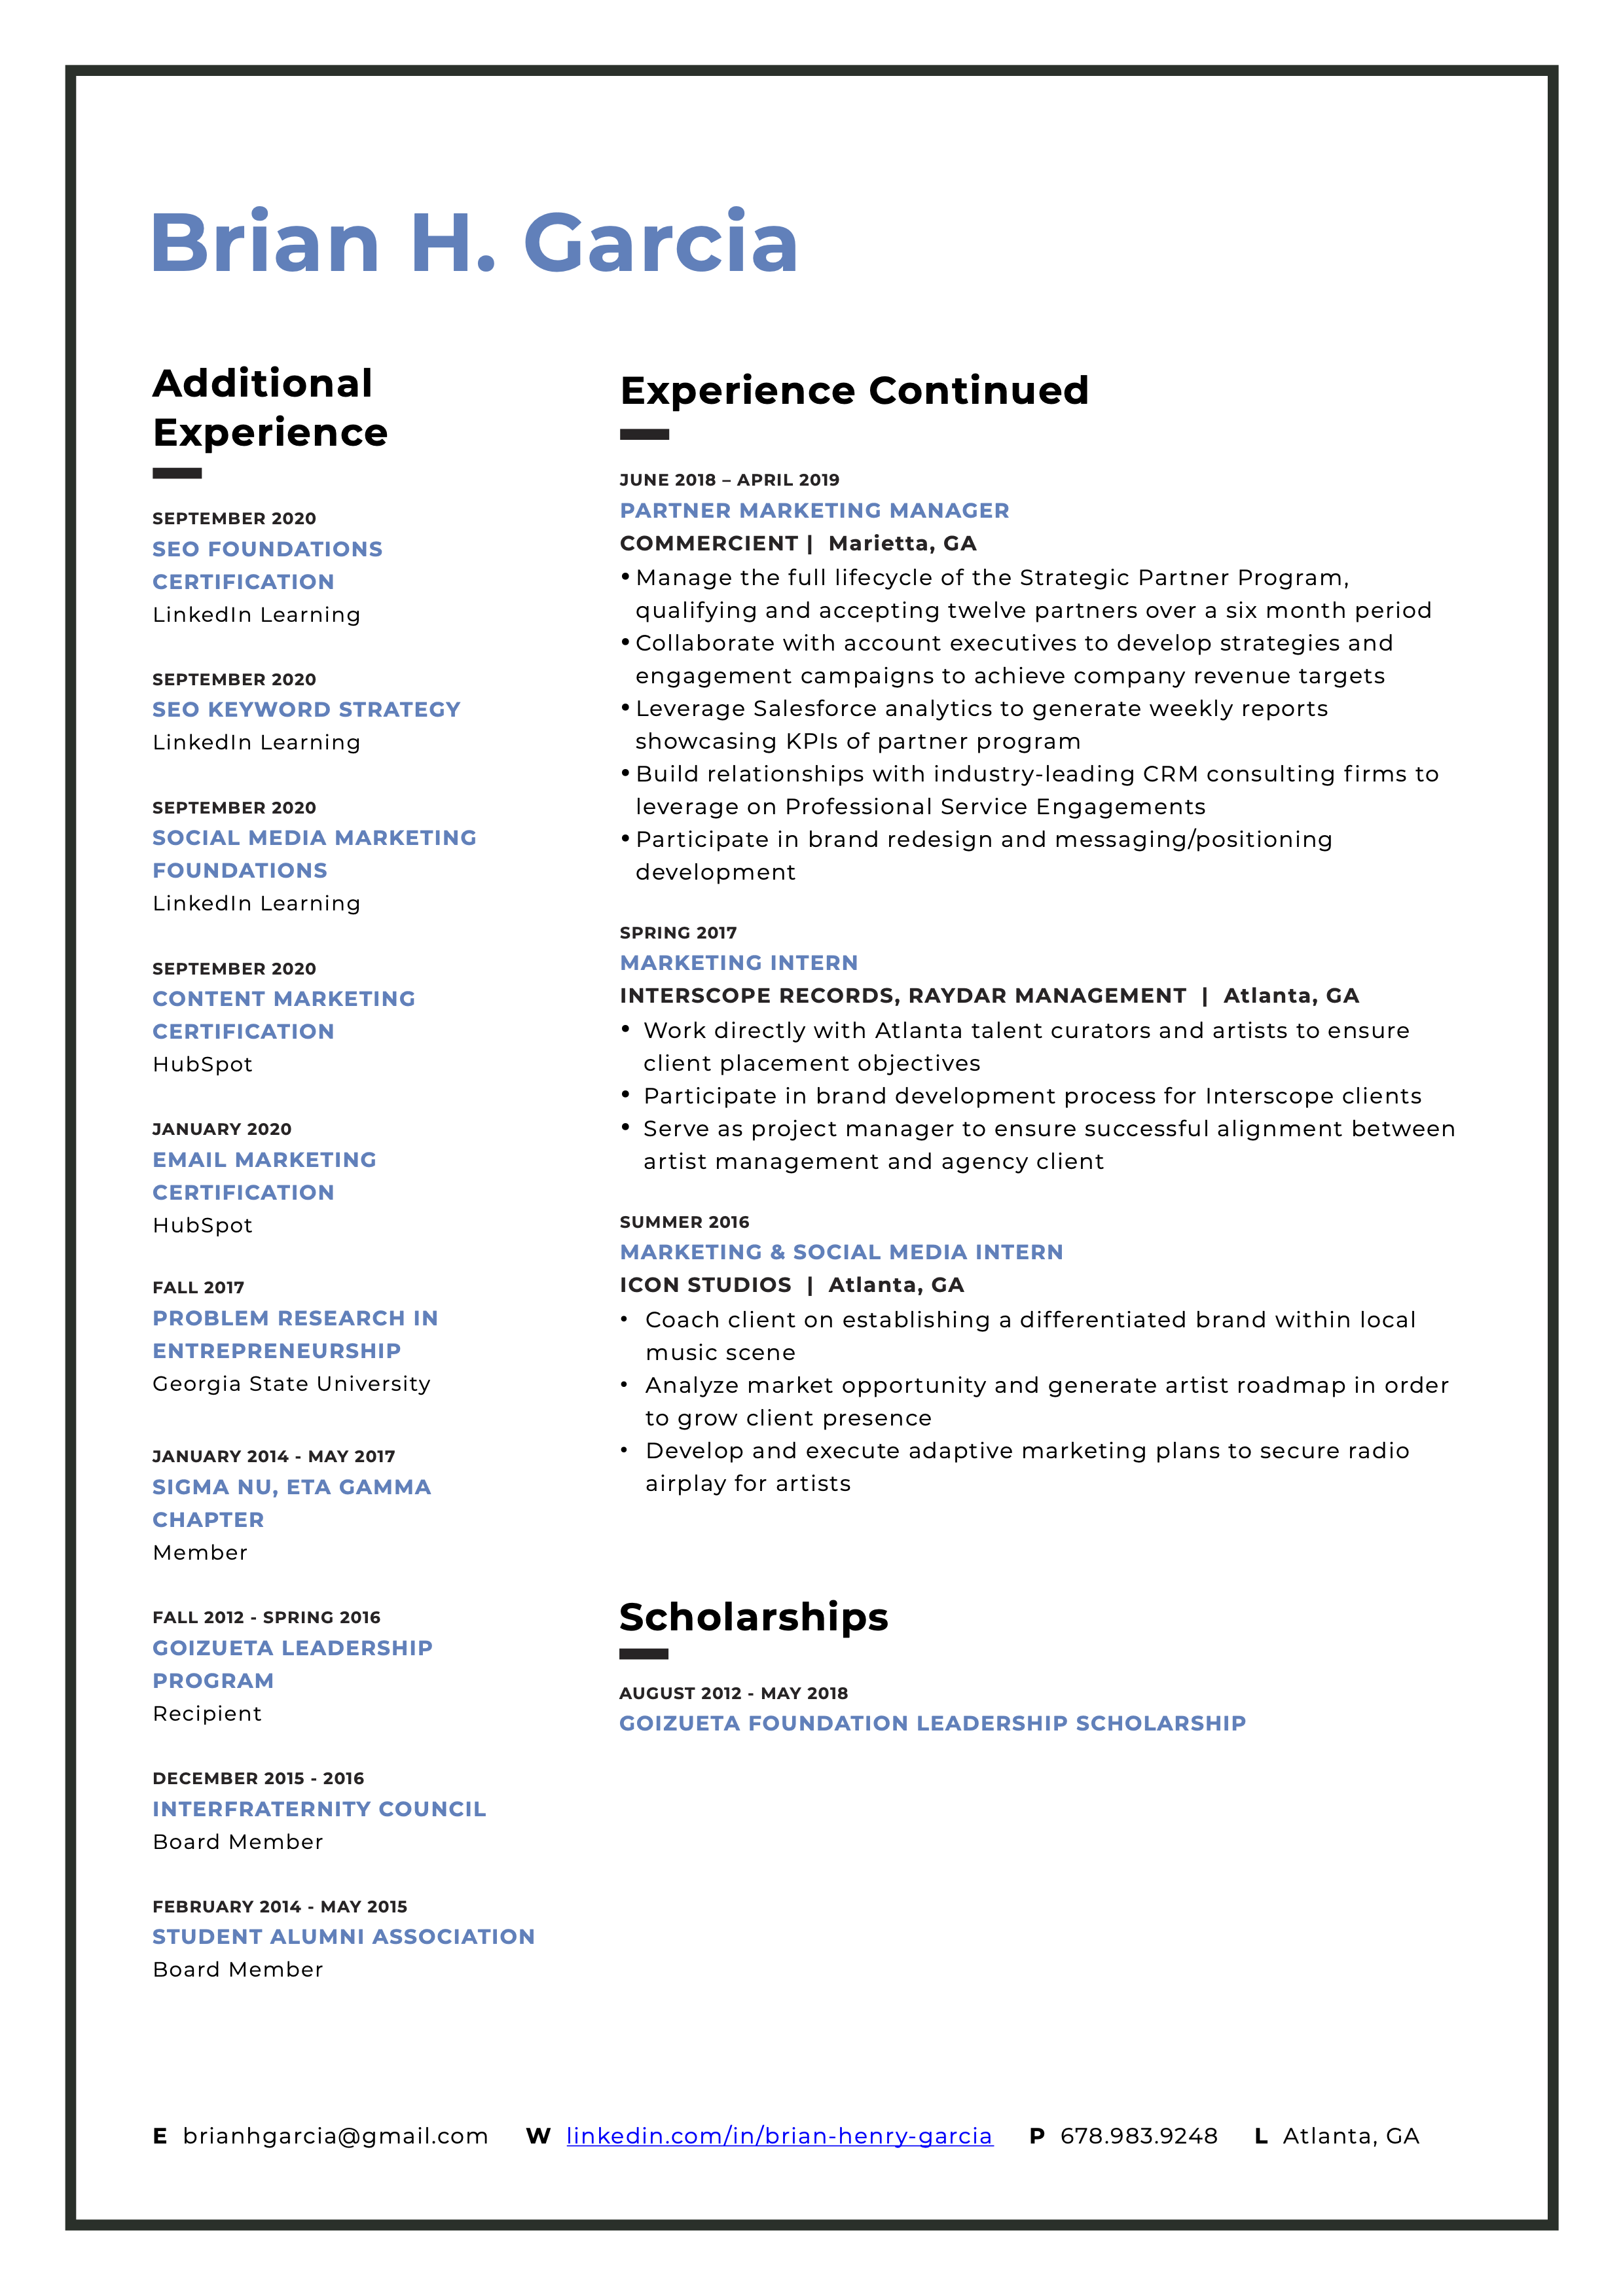 Brian H. Garcia
Additional
Experience
SEPTEMBER 2020
SEO FOUNDATIONS
CERTIFICATION
LinkedIn Learning
SEPTEMBER 2020
SEO KEYWORD STRATEGY
LinkedIn Learning
SEPTEMBER 2020
SOCIAL MEDIA MARKETING
FOUNDATIONS
LinkedIn Learning
SEPTEMBER 2020
CONTENT MARKETING
CERTIFICATION
HubSpot
JANUARY 2020
EMAIL MARKETING
CERTIFICATION
HubSpot
FALL 2017
PROBLEM RESEARCH IN
ENTREPRENEURSHIP
Georgia State University
JANUARY 2014 - MAY 2017
SIGMA NU, ETA GAMMA
CHAPTER
Member
FALL 2012 - SPRING 2016
GOIZUETA LEADERSHIP
PROGRAM
Recipient
DECEMBER 2015 - 2016
INTERFRATERNITY COUNCIL
Board Member
FEBRUARY 2014 - MAY 2015
STUDENT ALUMNI ASSOCIATION
Board Member
Experience Continued
JUNE 2018 – APRIL 2019
PARTNER MARKETING MANAGER
COMMERCIENT | Marietta, GA
• Manage the full lifecycle of the Strategic Partner Program,
qualifying and accepting twelve partners over a six month period
• Collaborate with account executives to develop strategies and
engagement campaigns to achieve company revenue targets
• Leverage Salesforce analytics to generate weekly reports
showcasing KPIs of partner program
• Build relationships with industry-leading CRM consulting firms to
leverage on Professional Service Engagements
• Participate in brand redesign and messaging/positioning
development
SPRING 2017
MARKETING INTERN
INTERSCOPE RECORDS, RAYDAR MANAGEMENT | Atlanta, GA
• Work directly with Atlanta talent curators and artists to ensure
client placement objectives
• Participate in brand development process for Interscope clients
• Serve as project manager to ensure successful alignment between
artist management and agency client
SUMMER 2016
MARKETING & SOCIAL MEDIA INTERN
ICON STUDIOS | Atlanta, GA
• Coach client on establishing a differentiated brand within local
music scene
• Analyze market opportunity and generate artist roadmap in order
to grow client presence
• Develop and execute adaptive marketing plans to secure radio
airplay for artists
Scholarships
AUGUST 2012 - MAY 2018
GOIZUETA FOUNDATION LEADERSHIP SCHOLARSHIP
E brianhgarcia@gmail.com W linkedin.com/in/brian-henry-garcia P 678.983.9248 L Atlanta, GA